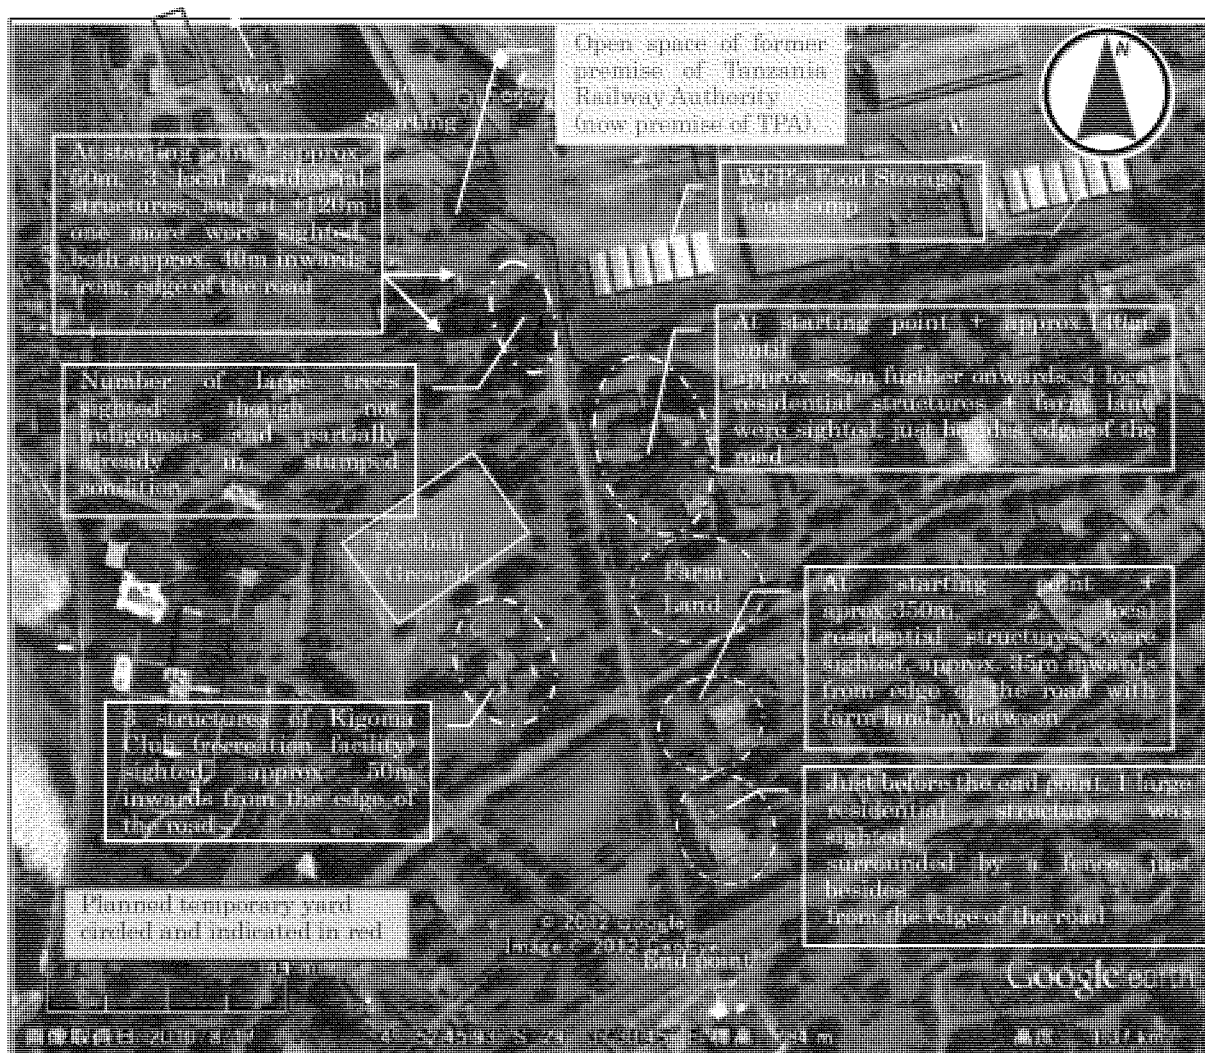 Open space of former
premise of Tanzania
Railway Authority
(now premise of TPA).
N
Starting
At starting point + approx.
50m, 3 local residential
structures, and at +120m
one more were sighted,
both approx. 40m inwards
from, edge of the road
WFP's Food Storage
Tent Camp
At starting point + approx.140m
until
approx. 85m further onwards, 4 local
residential structures + farm land
were sighted, just besides edge of the
road
Number of large trees
sighted though not
indigenous and partially
already in stumped
condition
Football
Ground
Farm
Land
At starting point +
aprox.350m, 2 local
residential structurys were
sighted, approx. 35m inwards
from edge of the road with
farm land in between
3 structures of Kigoma
Club (recreation facility)
sighted, approx. 50m
inwards from the edge of
the road
Just before the end point, 1 large
residential structure was
sighted,
surrounded by a fence, just
besides
from the edge of the road
Planned temporary yard
circled and indicated in red
© 2012 Google
Image © 2012 GeoEye
End point
Google earth